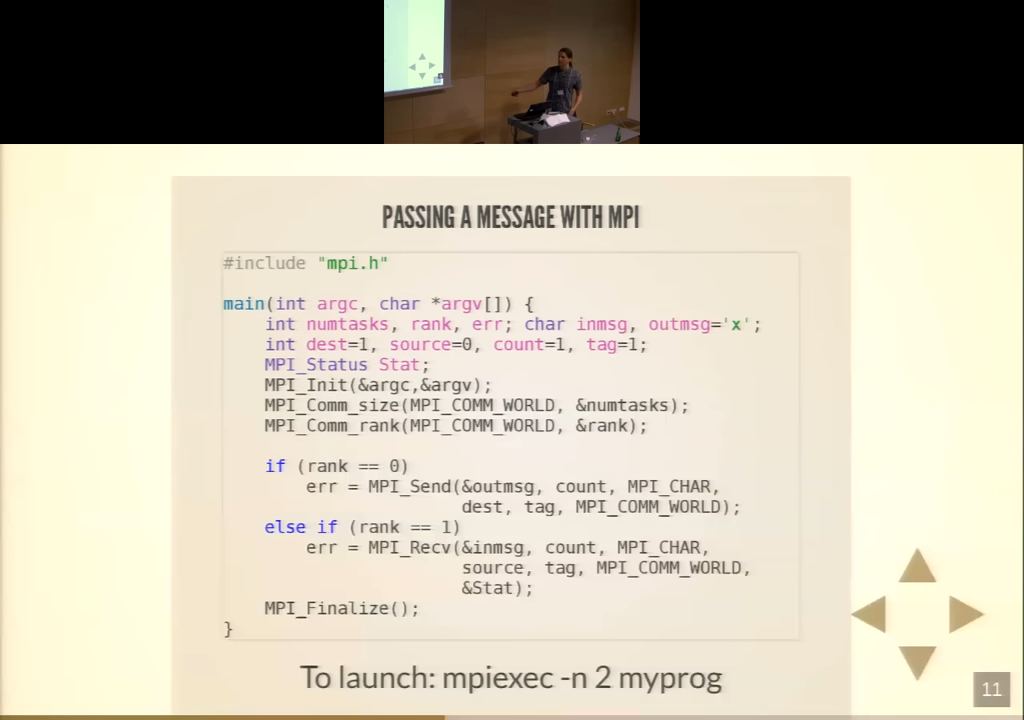 PASSING A MESSAGE WITH MPI
#include "mpi.h"
main(int argc, char *argv[]) {
int numtasks, rank, err; char inmsg, outmsg='x';
int dest=1, source=0, count=1, tag=1;
MPI_Status Stat;
MPI_Init(&argc,&argv);
MPI_Comm_size(MPI_COMM_WORLD, &numtasks);
MPI_Comm_rank(MPI_COMM_WORLD, &rank);
if (rank == 0)
err = MPI_Send(&outmsg, count, MPI_CHAR,
dest, tag, MPI_COMM_WORLD);
else if (rank == 1)
err = MPI_Recv(&inmsg, count, MPI_CHAR,
source, tag, MPI_COMM_WORLD,
&Stat);
MPI_Finalize();
}
To launch: mpiexec -n 2 myprog
11